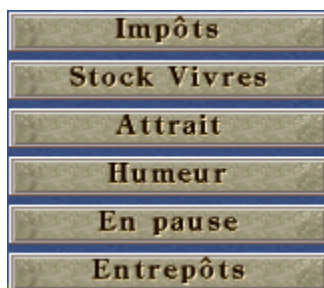 Impôts
Stock Vivres
Attrait
Humeur
En pause
Entrepôts